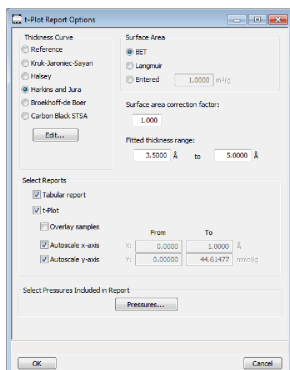 t-Plot Report Options
Thickness Curve
Reference
Kruk-Jaroniec-Sayari
Halsey
Harkins and Jura
Broekhoff-de Boer
Carbon Black STSA
Edit...
Surface Area
BET
Langmuir
Entered 1.0000 m²/g
Surface area correction factor:
1.000
Fitted thickness range:
3.5000 Å to 5.0000 Å
Select Reports
Tabular report
t-Plot
Overlay samples
From To
Autoscale x-axis X: 0.0000 1.0000 Å
Autoscale y-axis Y: 0.00000 44.61477 mmol/g
Select Pressures Included in Report
Pressures...
OK Cancel